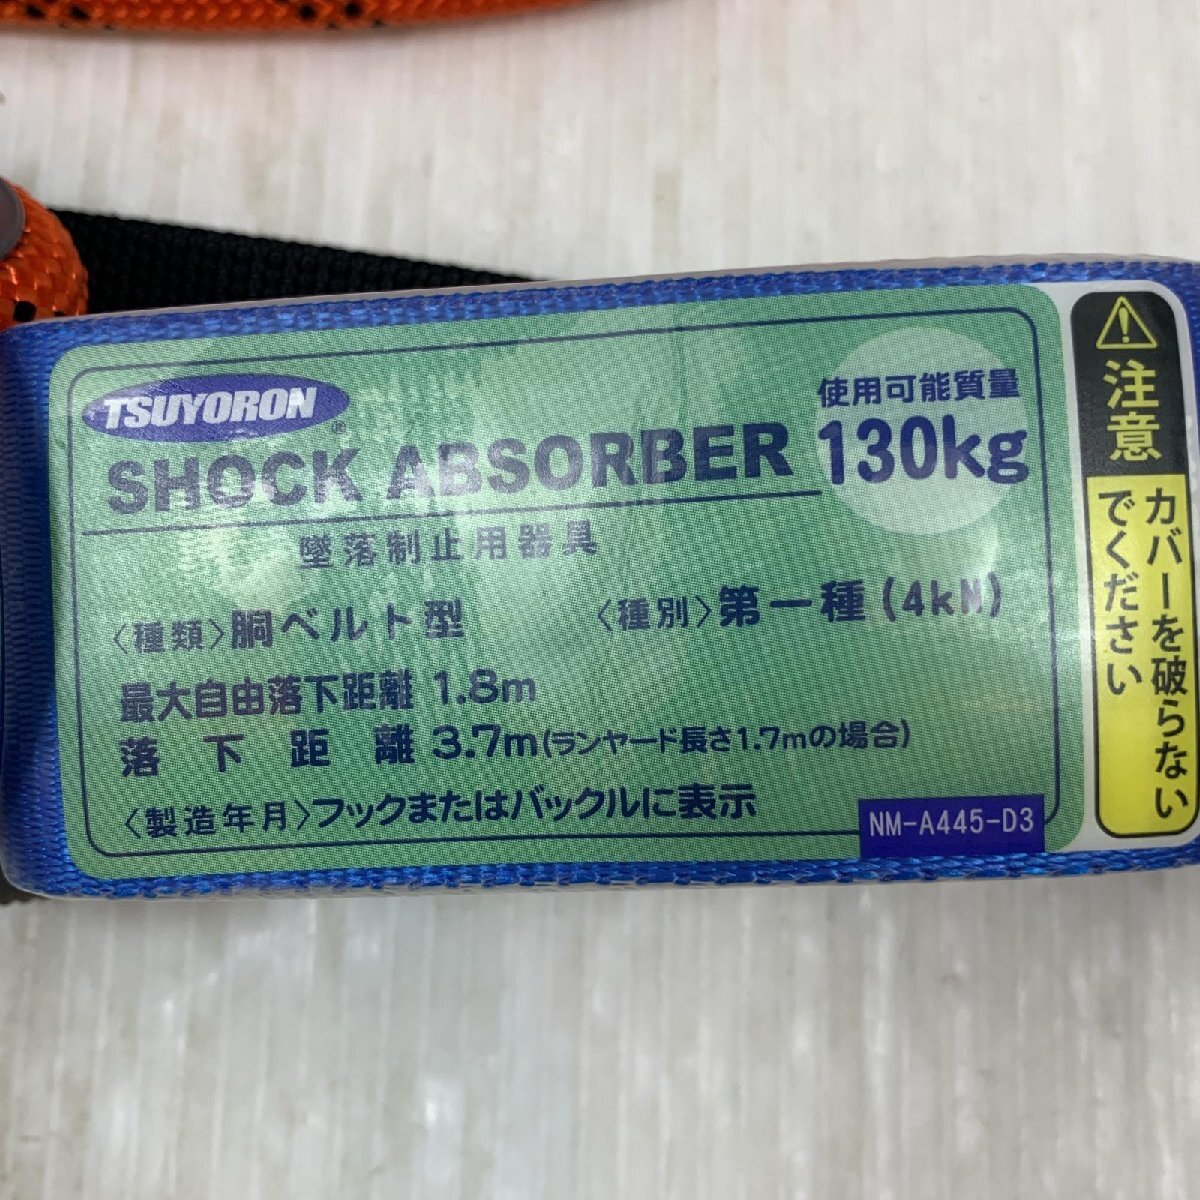 TSUYORON®
SHOCK ABSORBER
使用可能質量
130kg
墜落制止用器具
〈種類〉胴ベルト型 〈種別〉第一種(4kN)
最大自由落下距離 1.8m
落下距離 3.7m(ランヤード長さ1.7mの場合)
〈製造年月〉フックまたはバックルに表示
NM-A445-D3
注意
カバーを破らない
でください